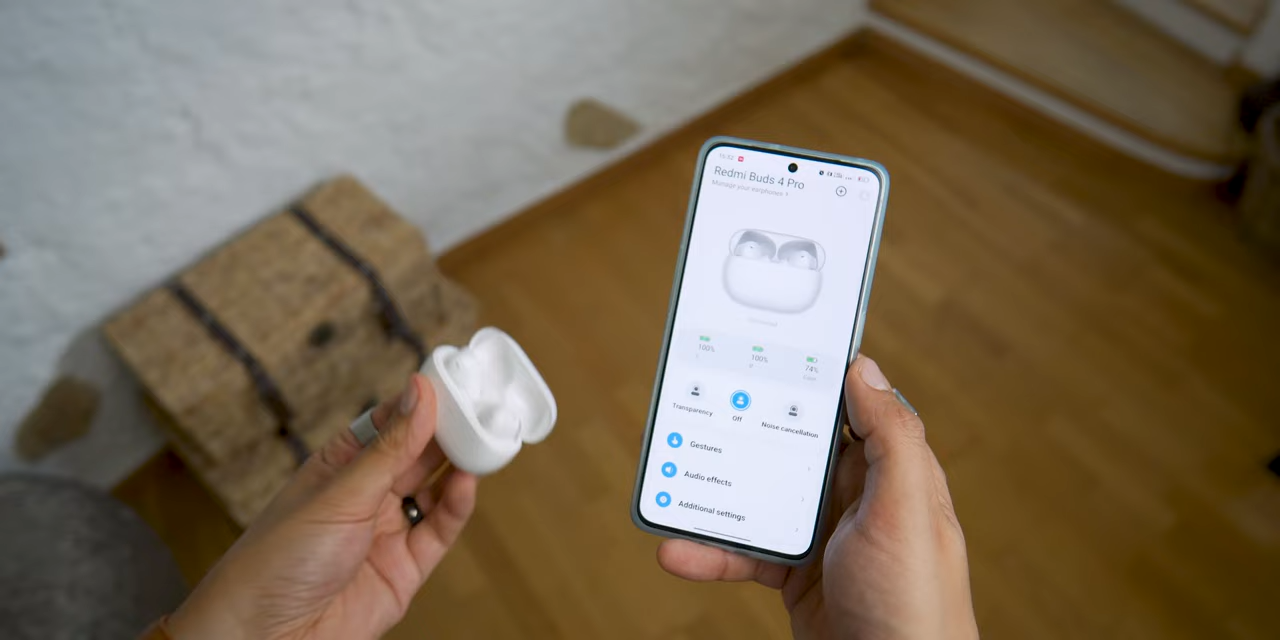 Redmi Buds 4 Pro
Manage your earphones
100%
100%
74%
Transparency
Off
Noise cancellation
Gestures
Audio effects
Additional settings